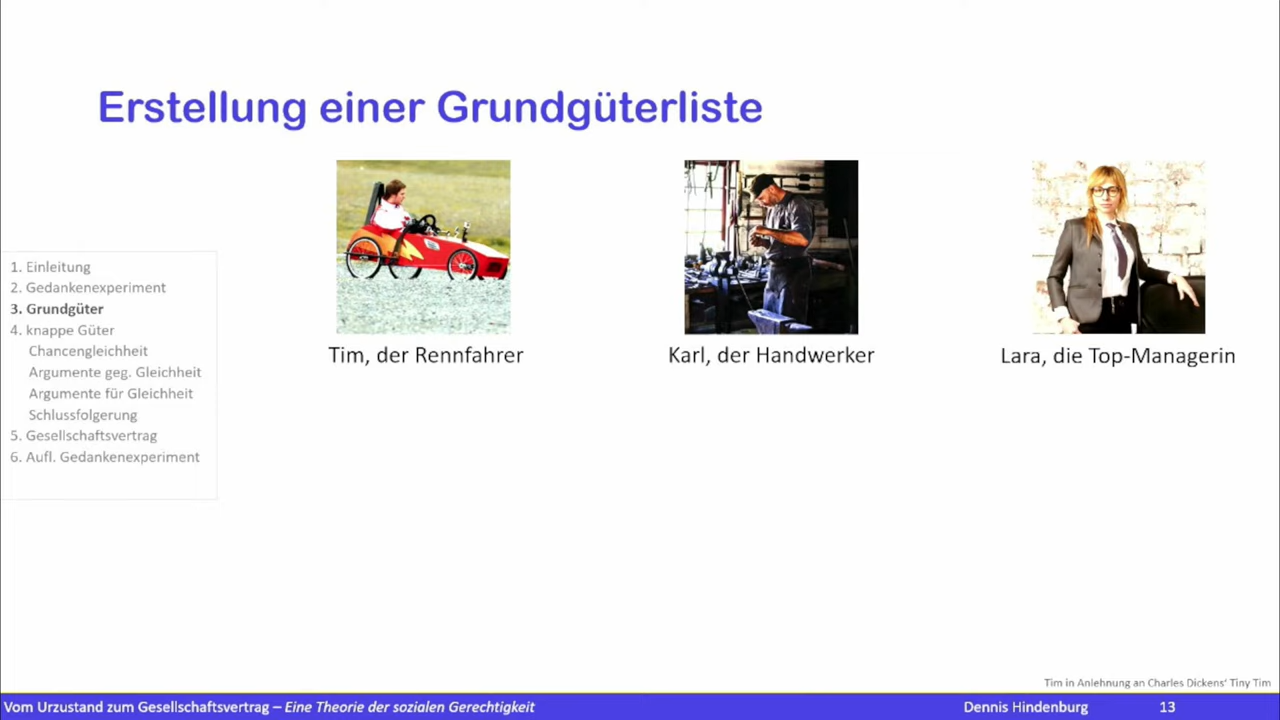 Erstellung einer Grundgüterliste
1. Einleitung
2. Gedankenexperiment
3. Grundgüter
4. knappe Güter
Chancengleichheit
Argumente geg. Gleichheit
Argumente für Gleichheit
Schlussfolgerung
5. Gesellschaftsvertrag
6. Aufl. Gedankenexperiment
Tim, der Rennfahrer
Karl, der Handwerker
Lara, die Top-Managerin
Tim in Anlehnung an Charles Dickens‘ Tiny Tim
Vom Urzustand zum Gesellschaftsvertrag – Eine Theorie der sozialen Gerechtigkeit
Dennis Hindenburg
13